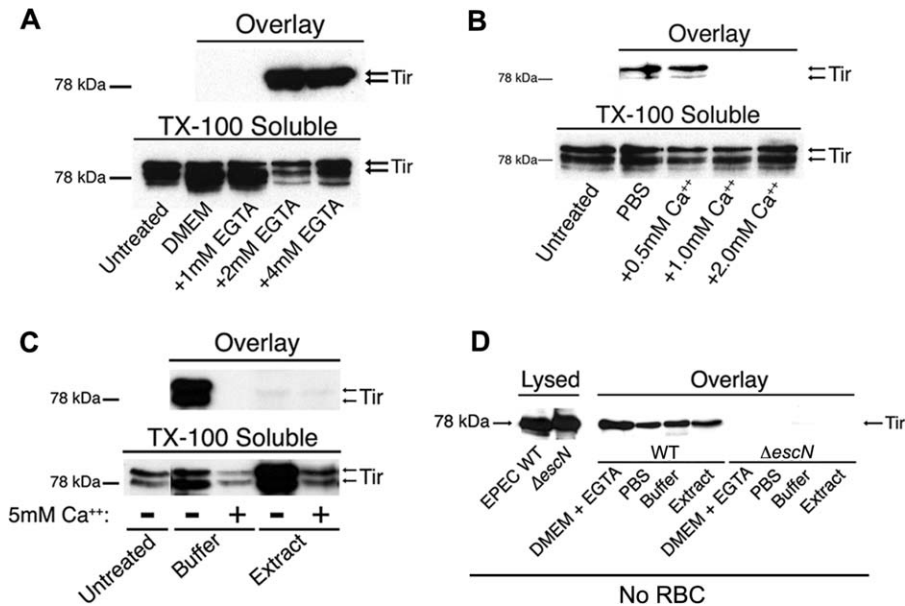 A
Overlay
78 kDa
Tir
TX-100 Soluble
78 kDa
Tir
Untreated
DMEM
+1mM EGTA
+2mM EGTA
+4mM EGTA
B
Overlay
78 kDa
Tir
TX-100 Soluble
78 kDa
Tir
Untreated
PBS
+0.5mM Ca++
+1.0mM Ca++
+2.0mM Ca++
C
Overlay
78 kDa
Tir
TX-100 Soluble
78 kDa
Tir
5mM Ca++: - - + - +
Untreated
Buffer
Extract
D
Lysed Overlay
78 kDa
Tir
EPEC WT
ΔescN
WT
ΔescN
DMEM + EGTA
PBS
Buffer
Extract
DMEM + EGTA
PBS
Buffer
Extract
No RBC